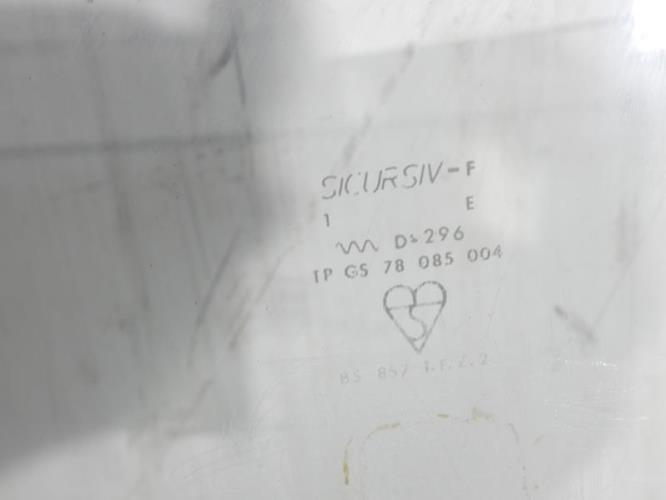 SICURSIV-F
1 E
D-296
TP GS 78 085 004
BS 857